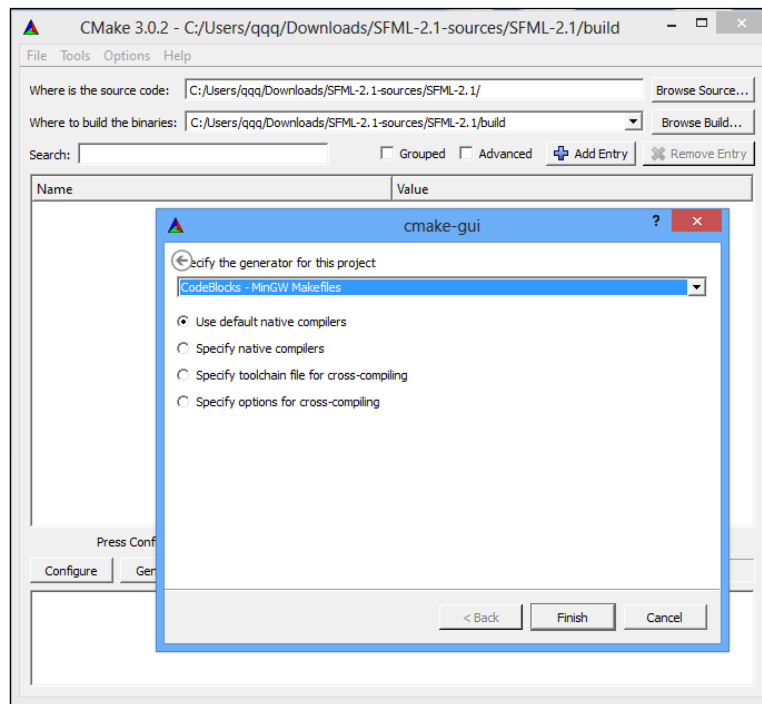 CMake 3.0.2 - C:/Users/qqq/Downloads/SFML-2.1-sources/SFML-2.1/build
File Tools Options Help
Where is the source code: C:/Users/qqq/Downloads/SFML-2.1-sources/SFML-2.1/ Browse Source...
Where to build the binaries: C:/Users/qqq/Downloads/SFML-2.1-sources/SFML-2.1/build Browse Build...
Search: Grouped Advanced Add Entry Remove Entry
Name Value
cmake-gui ?
ecify the generator for this project
CodeBlocks - MinGW Makefiles
Use default native compilers
Specify native compilers
Specify toolchain file for cross-compiling
Specify options for cross-compiling
Press Conf
Configure Gen
< Back Finish Cancel